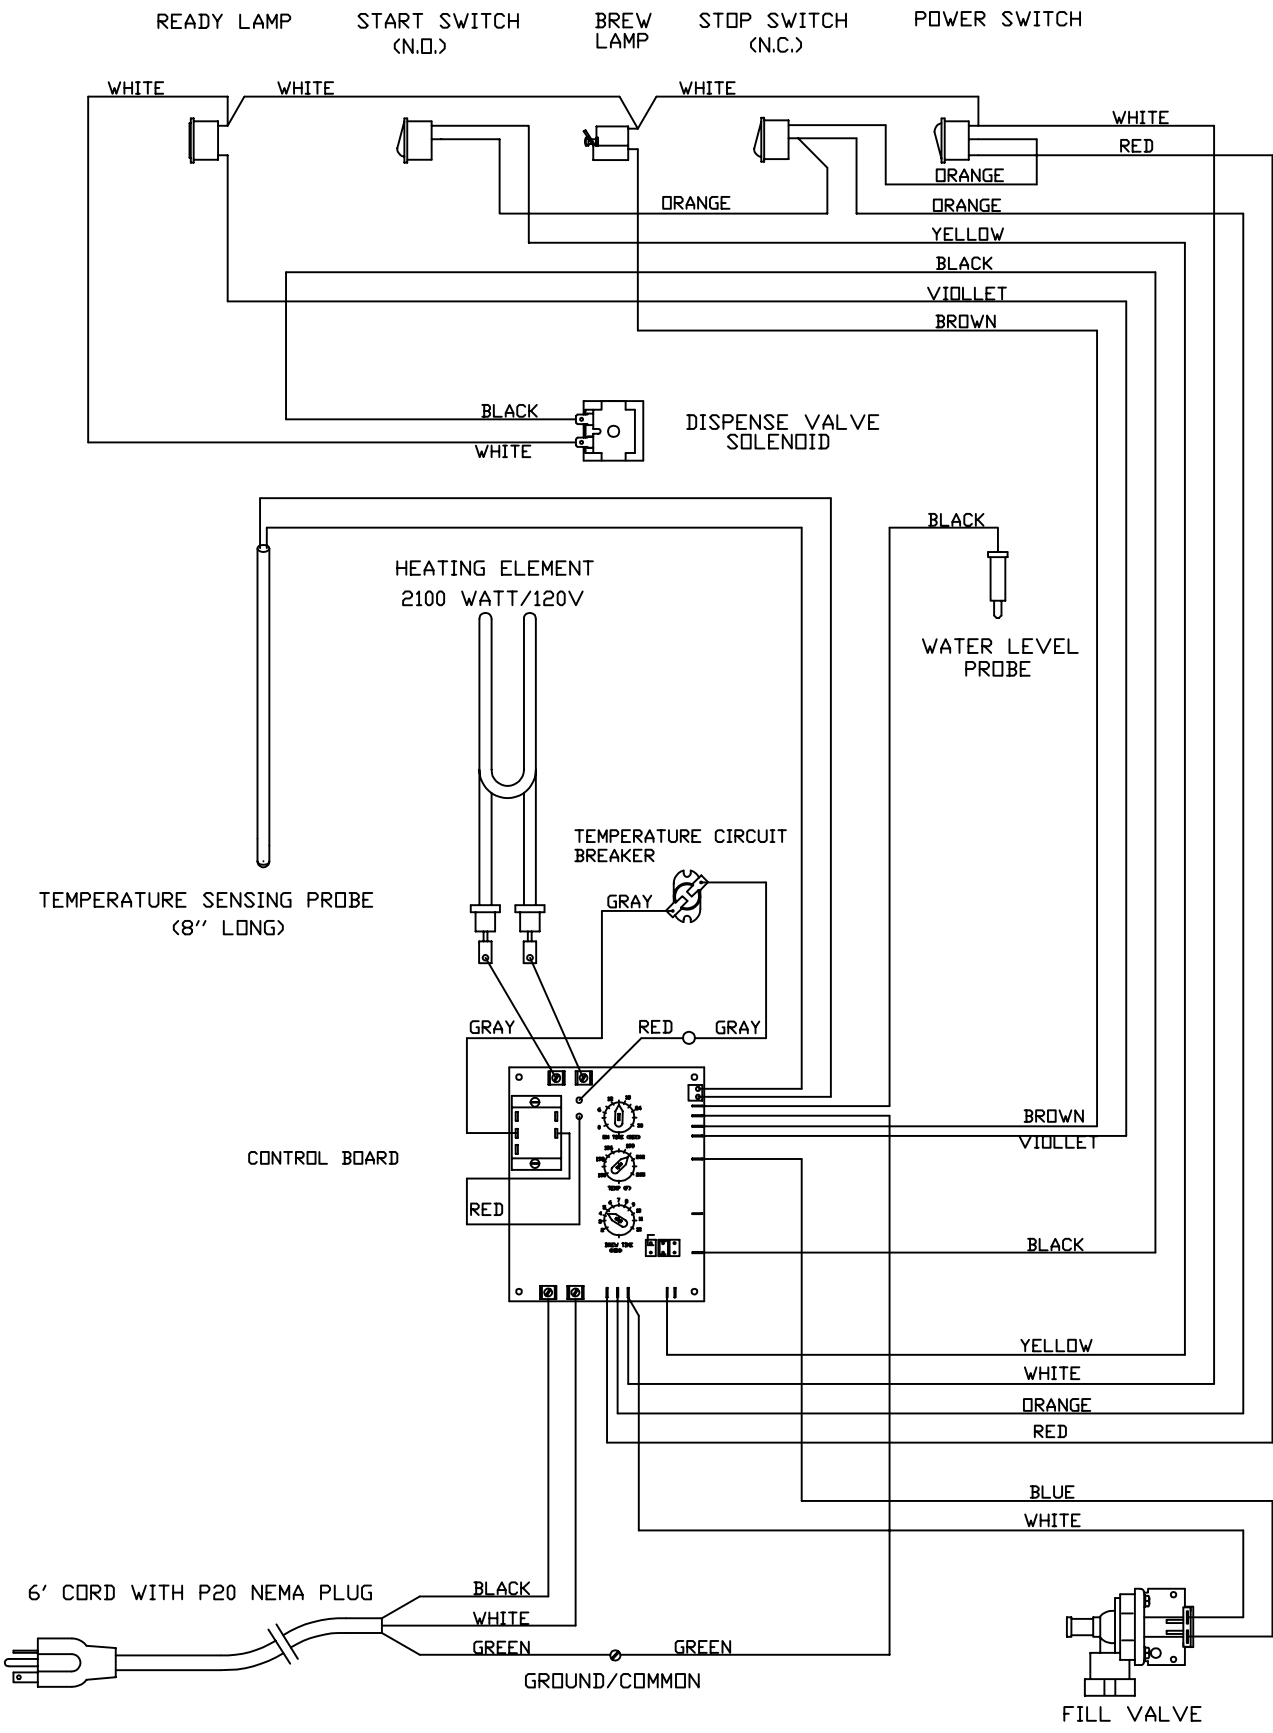 READY LAMP
START SWITCH
(N.O.)
BREW
LAMP
STOP SWITCH
(N.C.)
POWER SWITCH
WHITE
WHITE
WHITE
WHITE
RED
ORANGE
ORANGE
ORANGE
YELLOW
BLACK
VIOLLET
BROWN
BLACK
WHITE
DISPENSE VALVE
SOLENOID
BLACK
WATER LEVEL
PROBE
HEATING ELEMENT
2100 WATT/120V
TEMPERATURE CIRCUIT
BREAKER
TEMPERATURE SENSING PROBE
(8'' LONG)
GRAY
GRAY
RED
GRAY
CONTROL BOARD
RED
BROWN
VIOLLET
BLACK
YELLOW
WHITE
ORANGE
RED
BLUE
WHITE
6' CORD WITH P20 NEMA PLUG
BLACK
WHITE
GREEN
GREEN
GROUND/COMMON
FILL VALVE